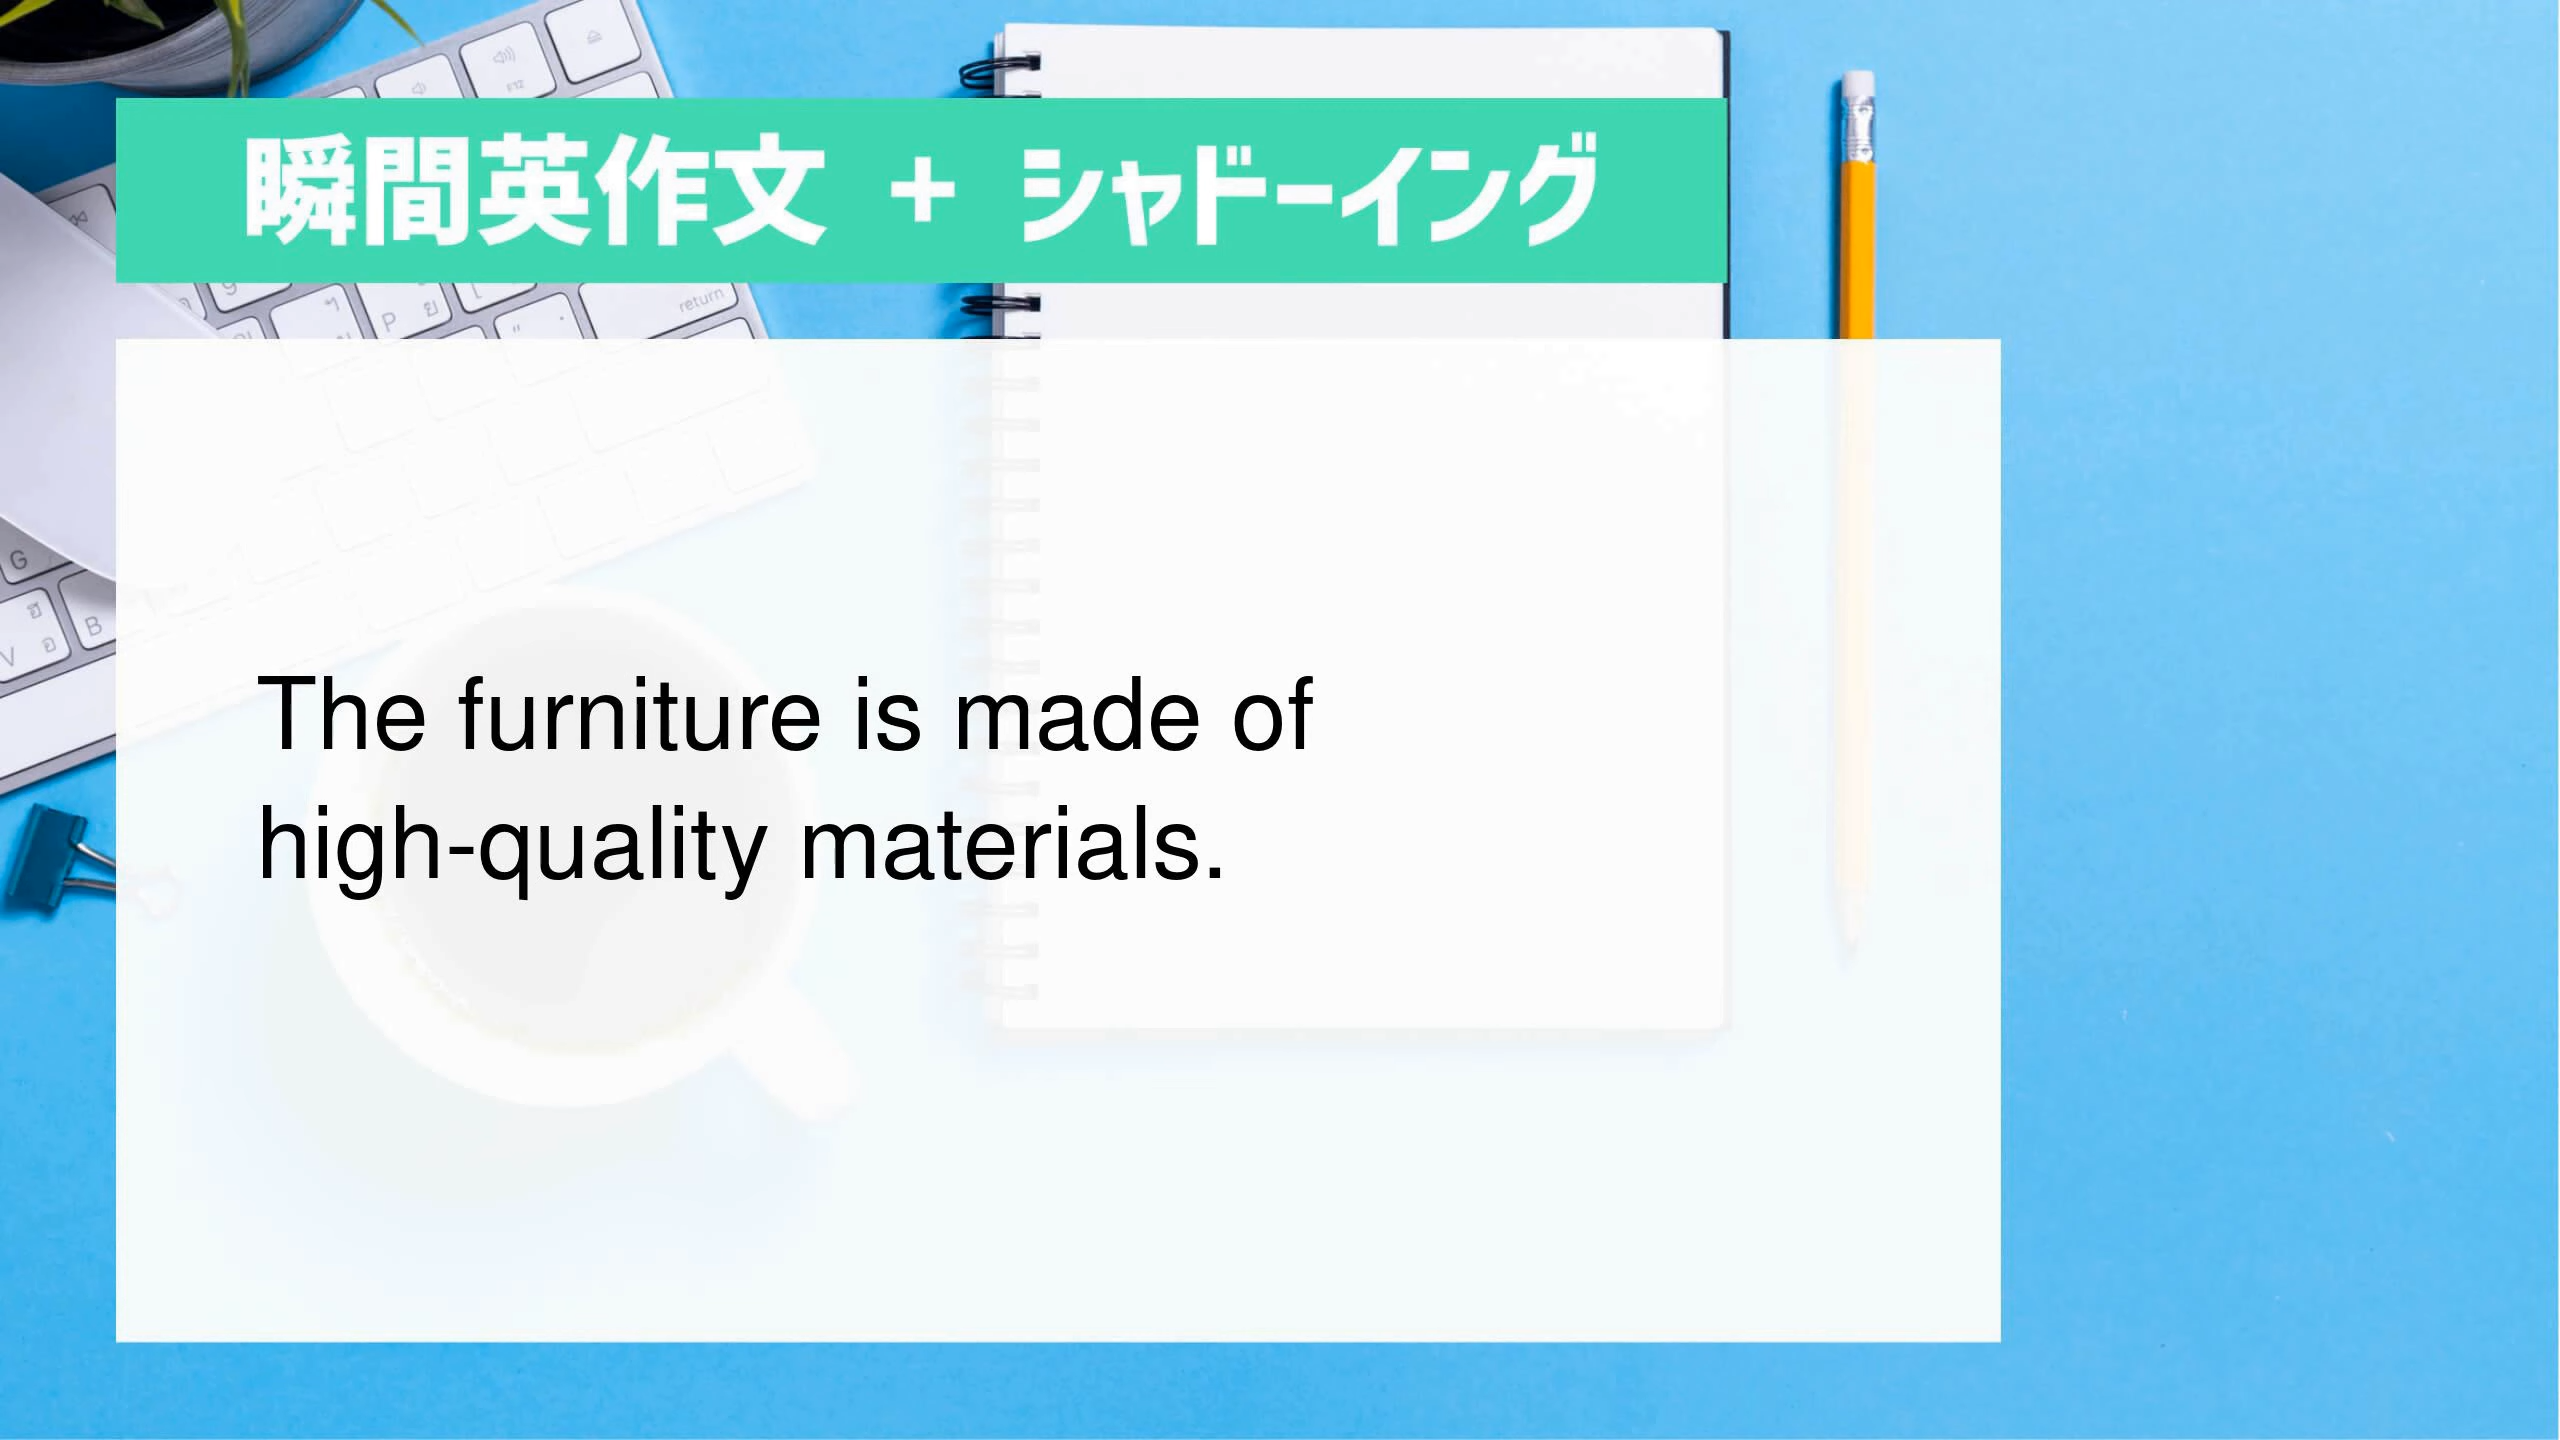 瞬間英作文 + シャドーイング
The furniture is made of
high-quality materials.